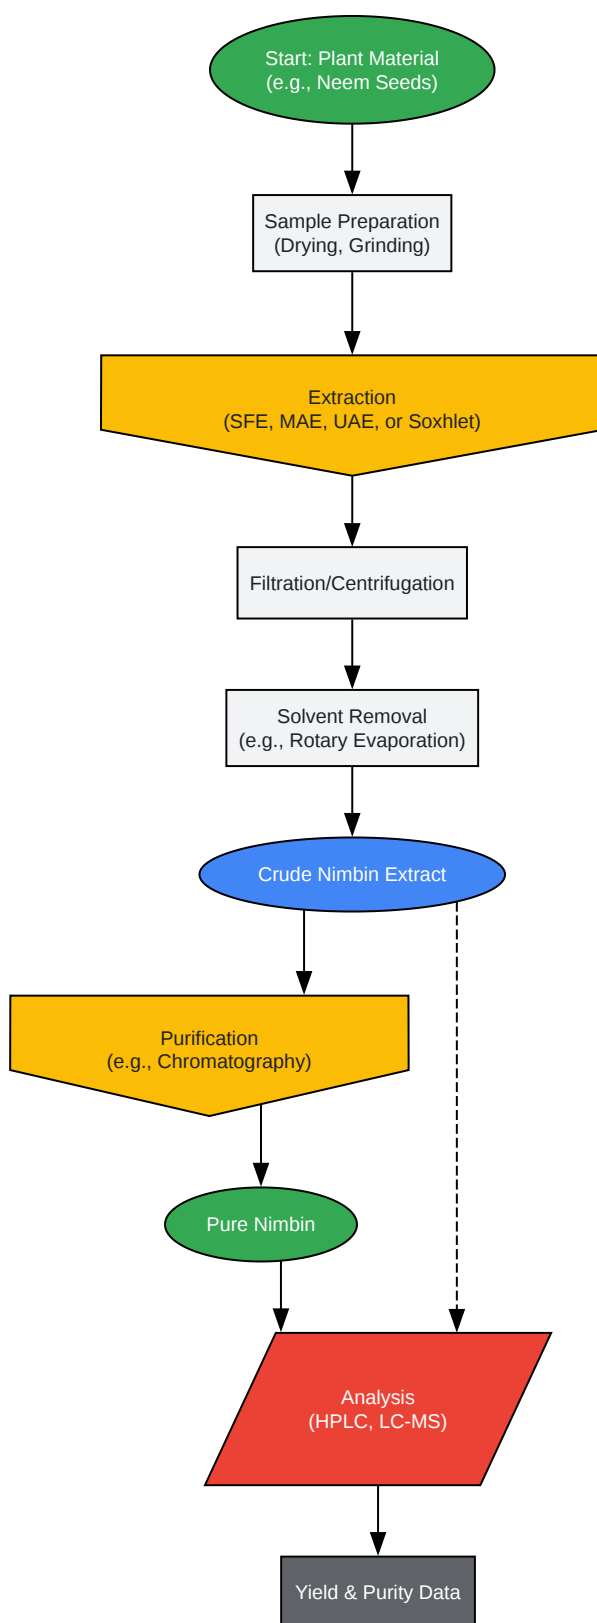 Start: Plant Material
(e.g., Neem Seeds)
Sample Preparation
(Drying, Grinding)
Extraction
(SFE, MAE, UAE, or Soxhlet)
Filtration/Centrifugation
Solvent Removal
(e.g., Rotary Evaporation)
Crude Nimbin Extract
Purification
(e.g., Chromatography)
Pure Nimbin
Analysis
(HPLC, LC-MS)
Yield & Purity Data